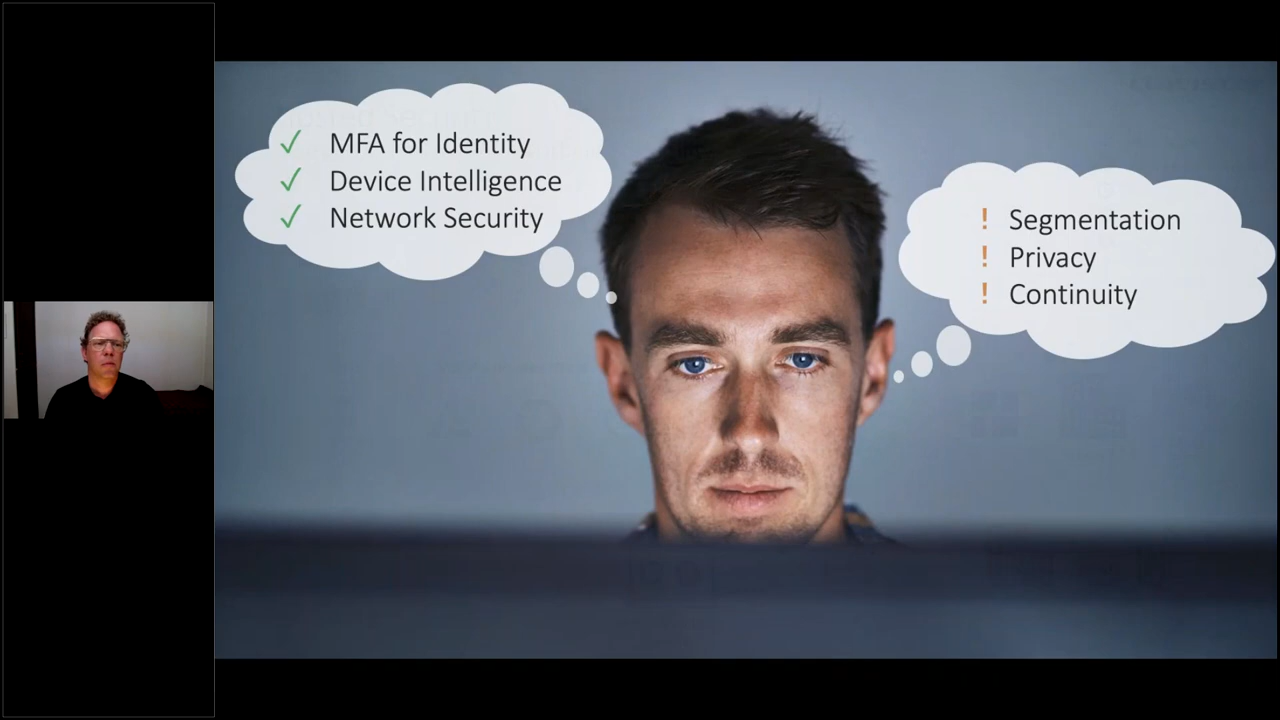 ✓ MFA for Identity
✓ Device Intelligence
✓ Network Security
! Segmentation
! Privacy
! Continuity